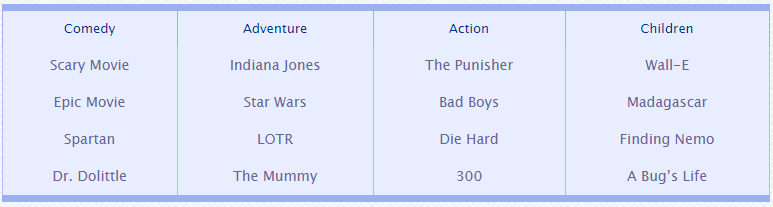 Comedy Adventure Action Children
Scary Movie Indiana Jones The Punisher Wall-E
Epic Movie Star Wars Bad Boys Madagascar
Spartan LOTR Die Hard Finding Nemo
Dr. Dolittle The Mummy 300 A Bug's Life